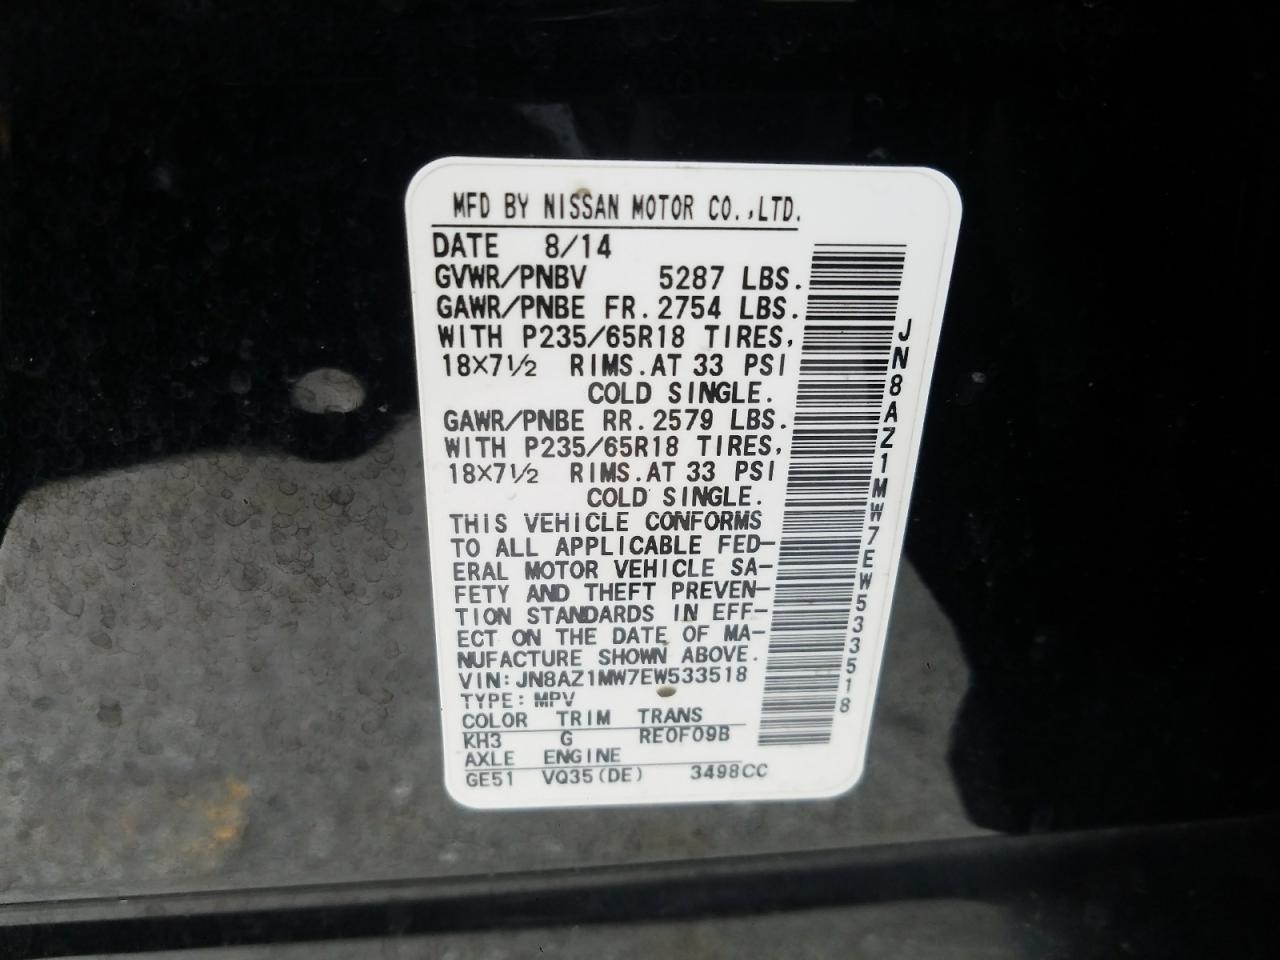 MFD BY NISSAN MOTOR CO.,LTD.
DATE 8/14
GVWR/PNBV 5287 LBS.
GAWR/PNBE FR.2754 LBS.
WITH P235/65R18 TIRES,
18×7 1/2 RIMS.AT 33 PSI
COLD SINGLE.
GAWR/PNBE RR.2579 LBS.
WITH P235/65R18 TIRES,
18×7 1/2 RIMS.AT 33 PSI
COLD SINGLE.
THIS VEHICLE CONFORMS
TO ALL APPLICABLE FED-
ERAL MOTOR VEHICLE SA-
FETY AND THEFT PREVEN-
TION STANDARDS IN EFF-
ECT ON THE DATE OF MA-
NUFACTURE SHOWN ABOVE.
VIN:JN8AZ1MW7EW533518
TYPE:MPV
COLOR TRIM TRANS
KH3 G RE0F09B
AXLE ENGINE
GE51 VQ35(DE) 3498CC
JN8AZ1MW7EW533518